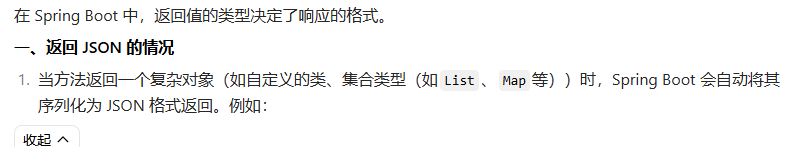 在 Spring Boot 中，返回值的类型决定了响应的格式。
一、返回 JSON 的情况
1. 当方法返回一个复杂对象（如自定义的类、集合类型（如 List 、 Map 等））时，Spring Boot 会自动将其
序列化为 JSON 格式返回。例如：
收起